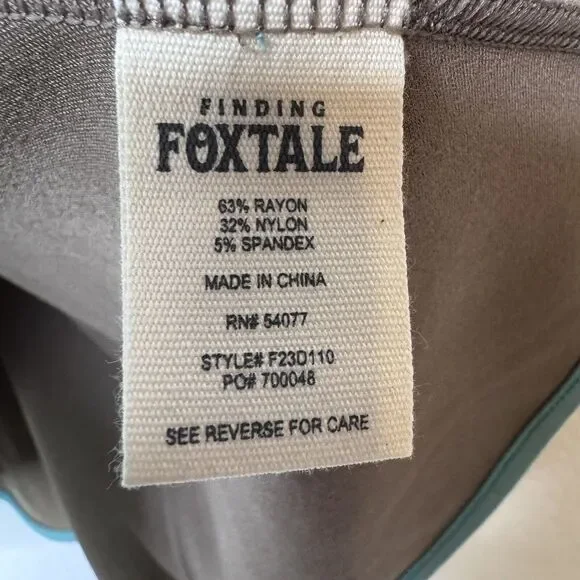 FINDING
FOXTALE
63% RAYON
32% NYLON
5% SPANDEX
MADE IN CHINA
RN# 54077
STYLE# F23D110
PO# 700048
SEE REVERSE FOR CARE